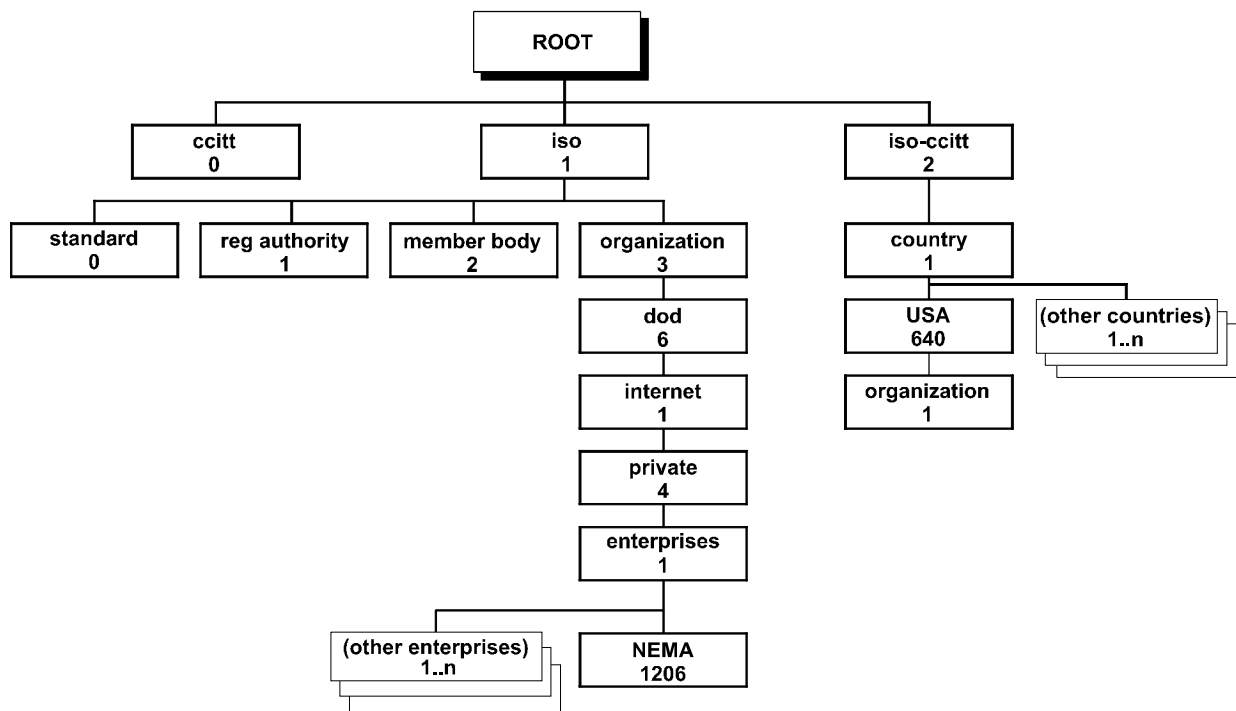 ROOT
ccitt
0
iso
1
iso-ccitt
2
standard
0
reg authority
1
member body
2
organization
3
country
1
dod
6
USA
640
(other countries)
1..n
internet
1
organization
1
private
4
enterprises
1
(other enterprises)
1..n
NEMA
1206